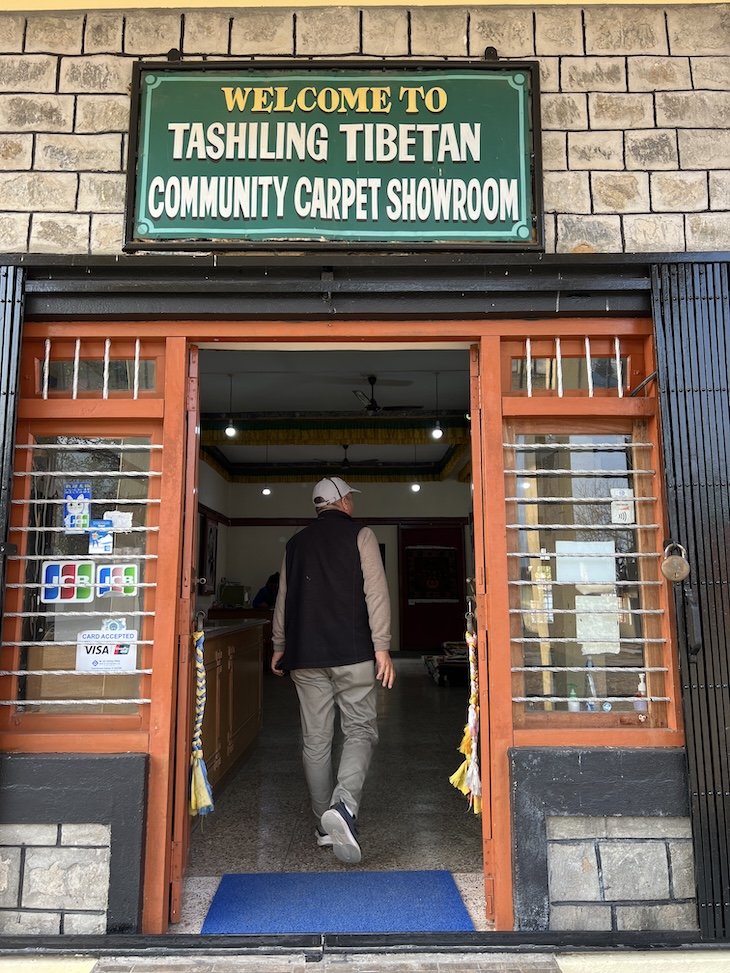 WELCOME TO
TASHILING TIBETAN
COMMUNITY CARPET SHOWROOM
JCB JCB
CARD ACCEPTED
VISA